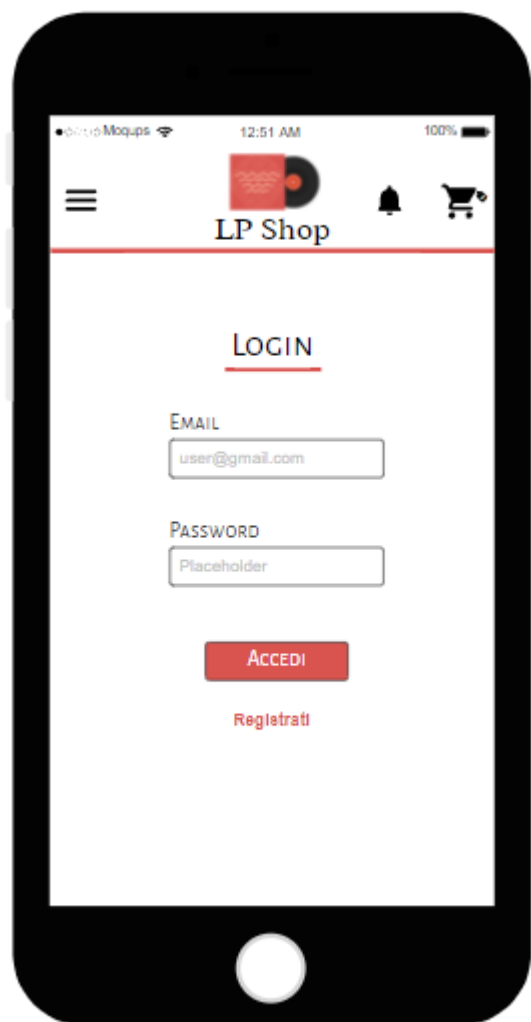 Moqups 12:51 AM 100%
LP Shop
Login
Email
user@gmail.com
Password
Placeholder
Accedi
Registrati